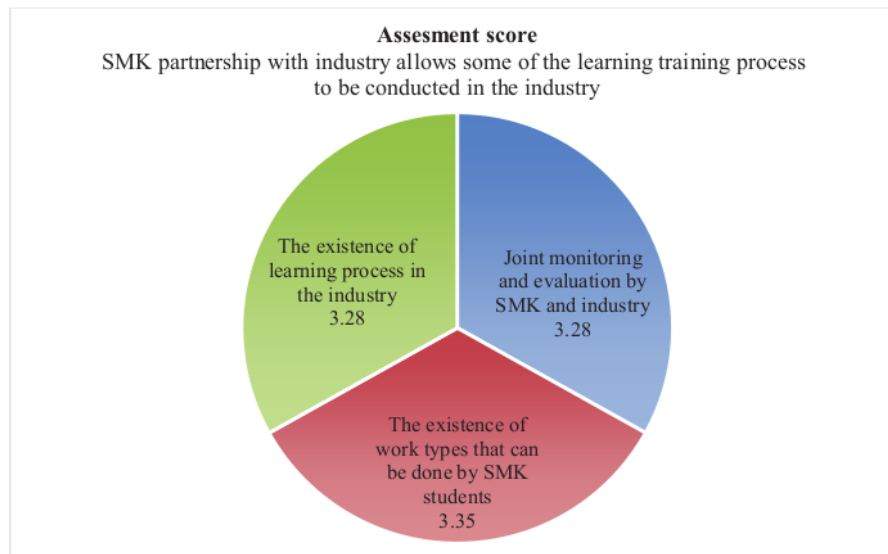 Assesment score
SMK partnership with industry allows some of the learning training process
to be conducted in the industry
The existence of
learning process in
the industry
3.28
Joint monitoring
and evaluation by
SMK and industry
3.28
The existence of
work types that can
be done by SMK
students
3.35